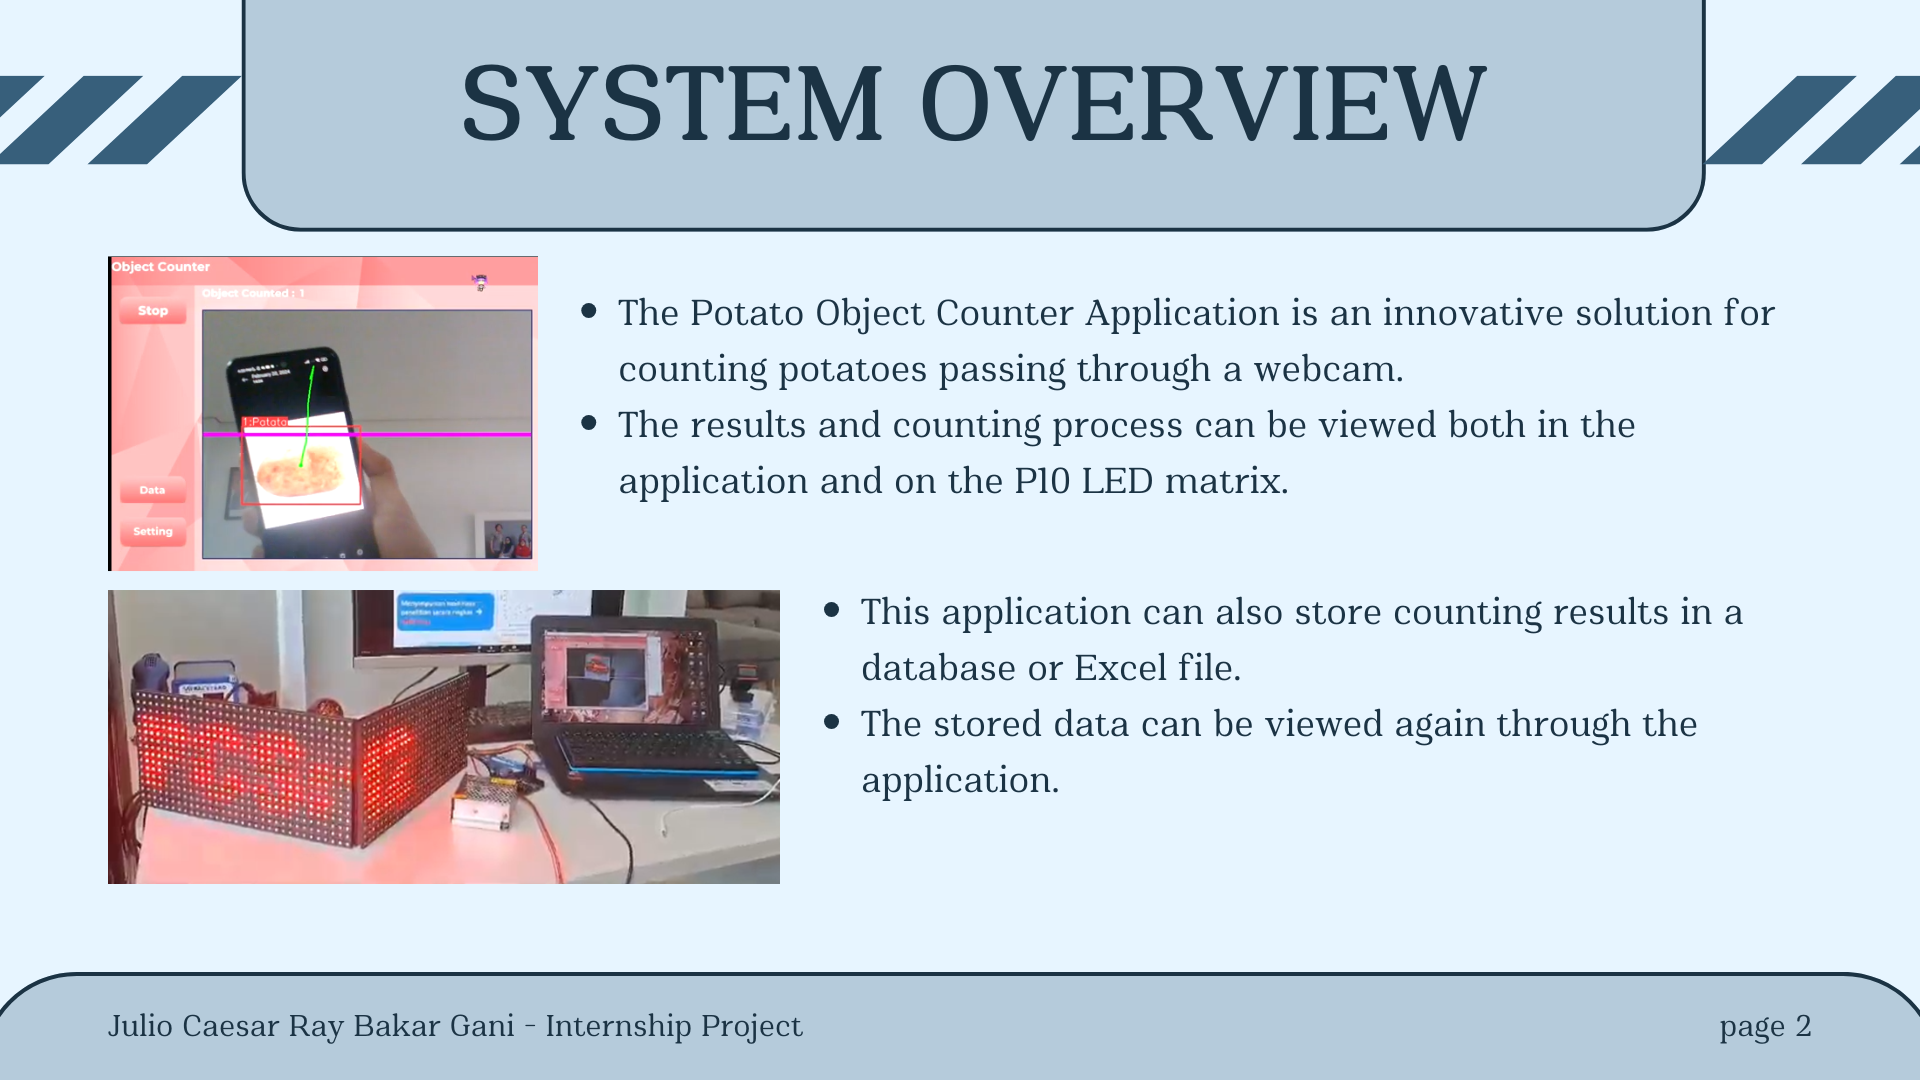 SYSTEM OVERVIEW
Object Counter
Object Counted : 1
Stop
February 20, 2024
1:Potato
Data
Setting
The Potato Object Counter Application is an innovative solution for
counting potatoes passing through a webcam.
The results and counting process can be viewed both in the
application and on the P10 LED matrix.
This application can also store counting results in a
database or Excel file.
The stored data can be viewed again through the
application.
Julio Caesar Ray Bakar Gani - Internship Project
page 2